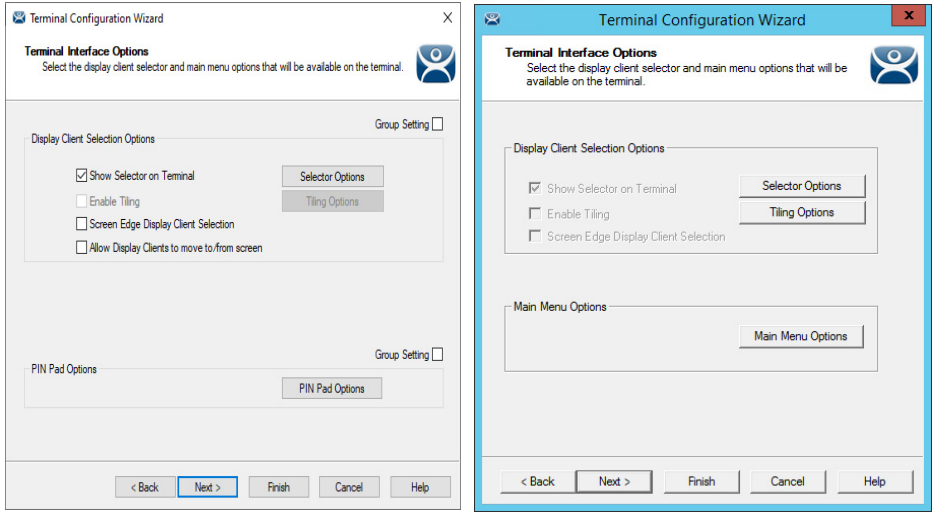 Terminal Configuration Wizard
X
Terminal Interface Options
Select the display client selector and main menu options that will be available on the terminal.
Group Setting
Display Client Selection Options
Show Selector on Terminal
Selector Options
Enable Tiling
Tiling Options
Screen Edge Display Client Selection
Allow Display Clients to move to/from screen
Group Setting
PIN Pad Options
PIN Pad Options
< Back
Next >
Finish
Cancel
Help
Terminal Configuration Wizard
x
Terminal Interface Options
Select the display client selector and main menu options that will be
available on the terminal.
Display Client Selection Options
Show Selector on Terminal
Selector Options
Enable Tiling
Tiling Options
Screen Edge Display Client Selection
Main Menu Options
Main Menu Options
< Back
Next >
Finish
Cancel
Help